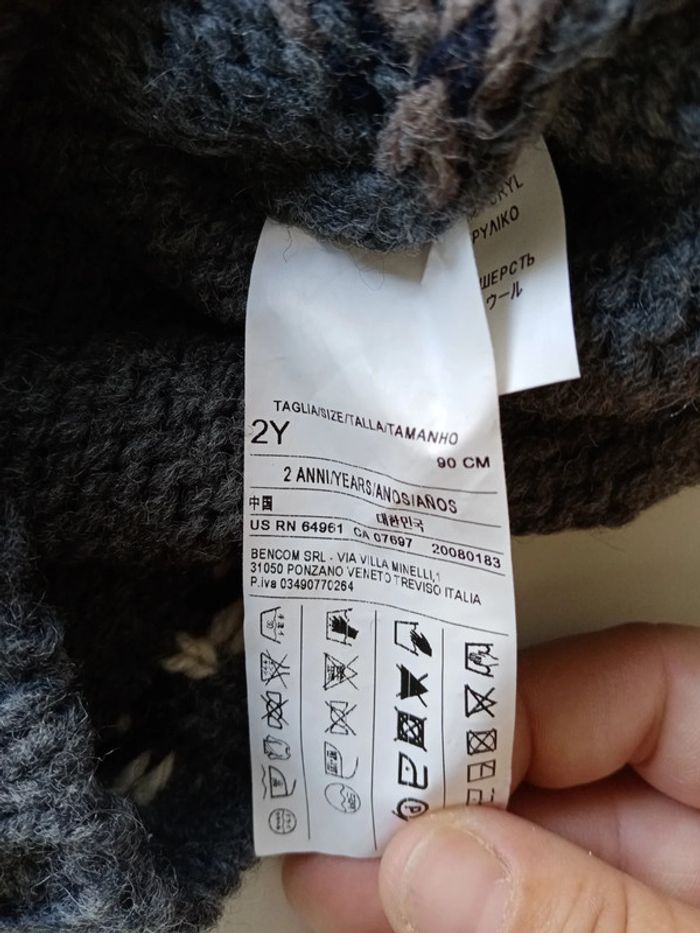 РУЛІКО
ШЕРСТЬ
ウール
TAGLIA/SIZE/TALLA/TAMANHO
2Y
90 CM
2 ANNI/YEARS/ANOS/AÑOS
中国
대한민국
US RN 64961 CA 07697 20080183
BENCOM SRL - VIA VILLA MINELLI,1
31050 PONZANO VENETO TREVISO ITALIA
P.iva 03490770264